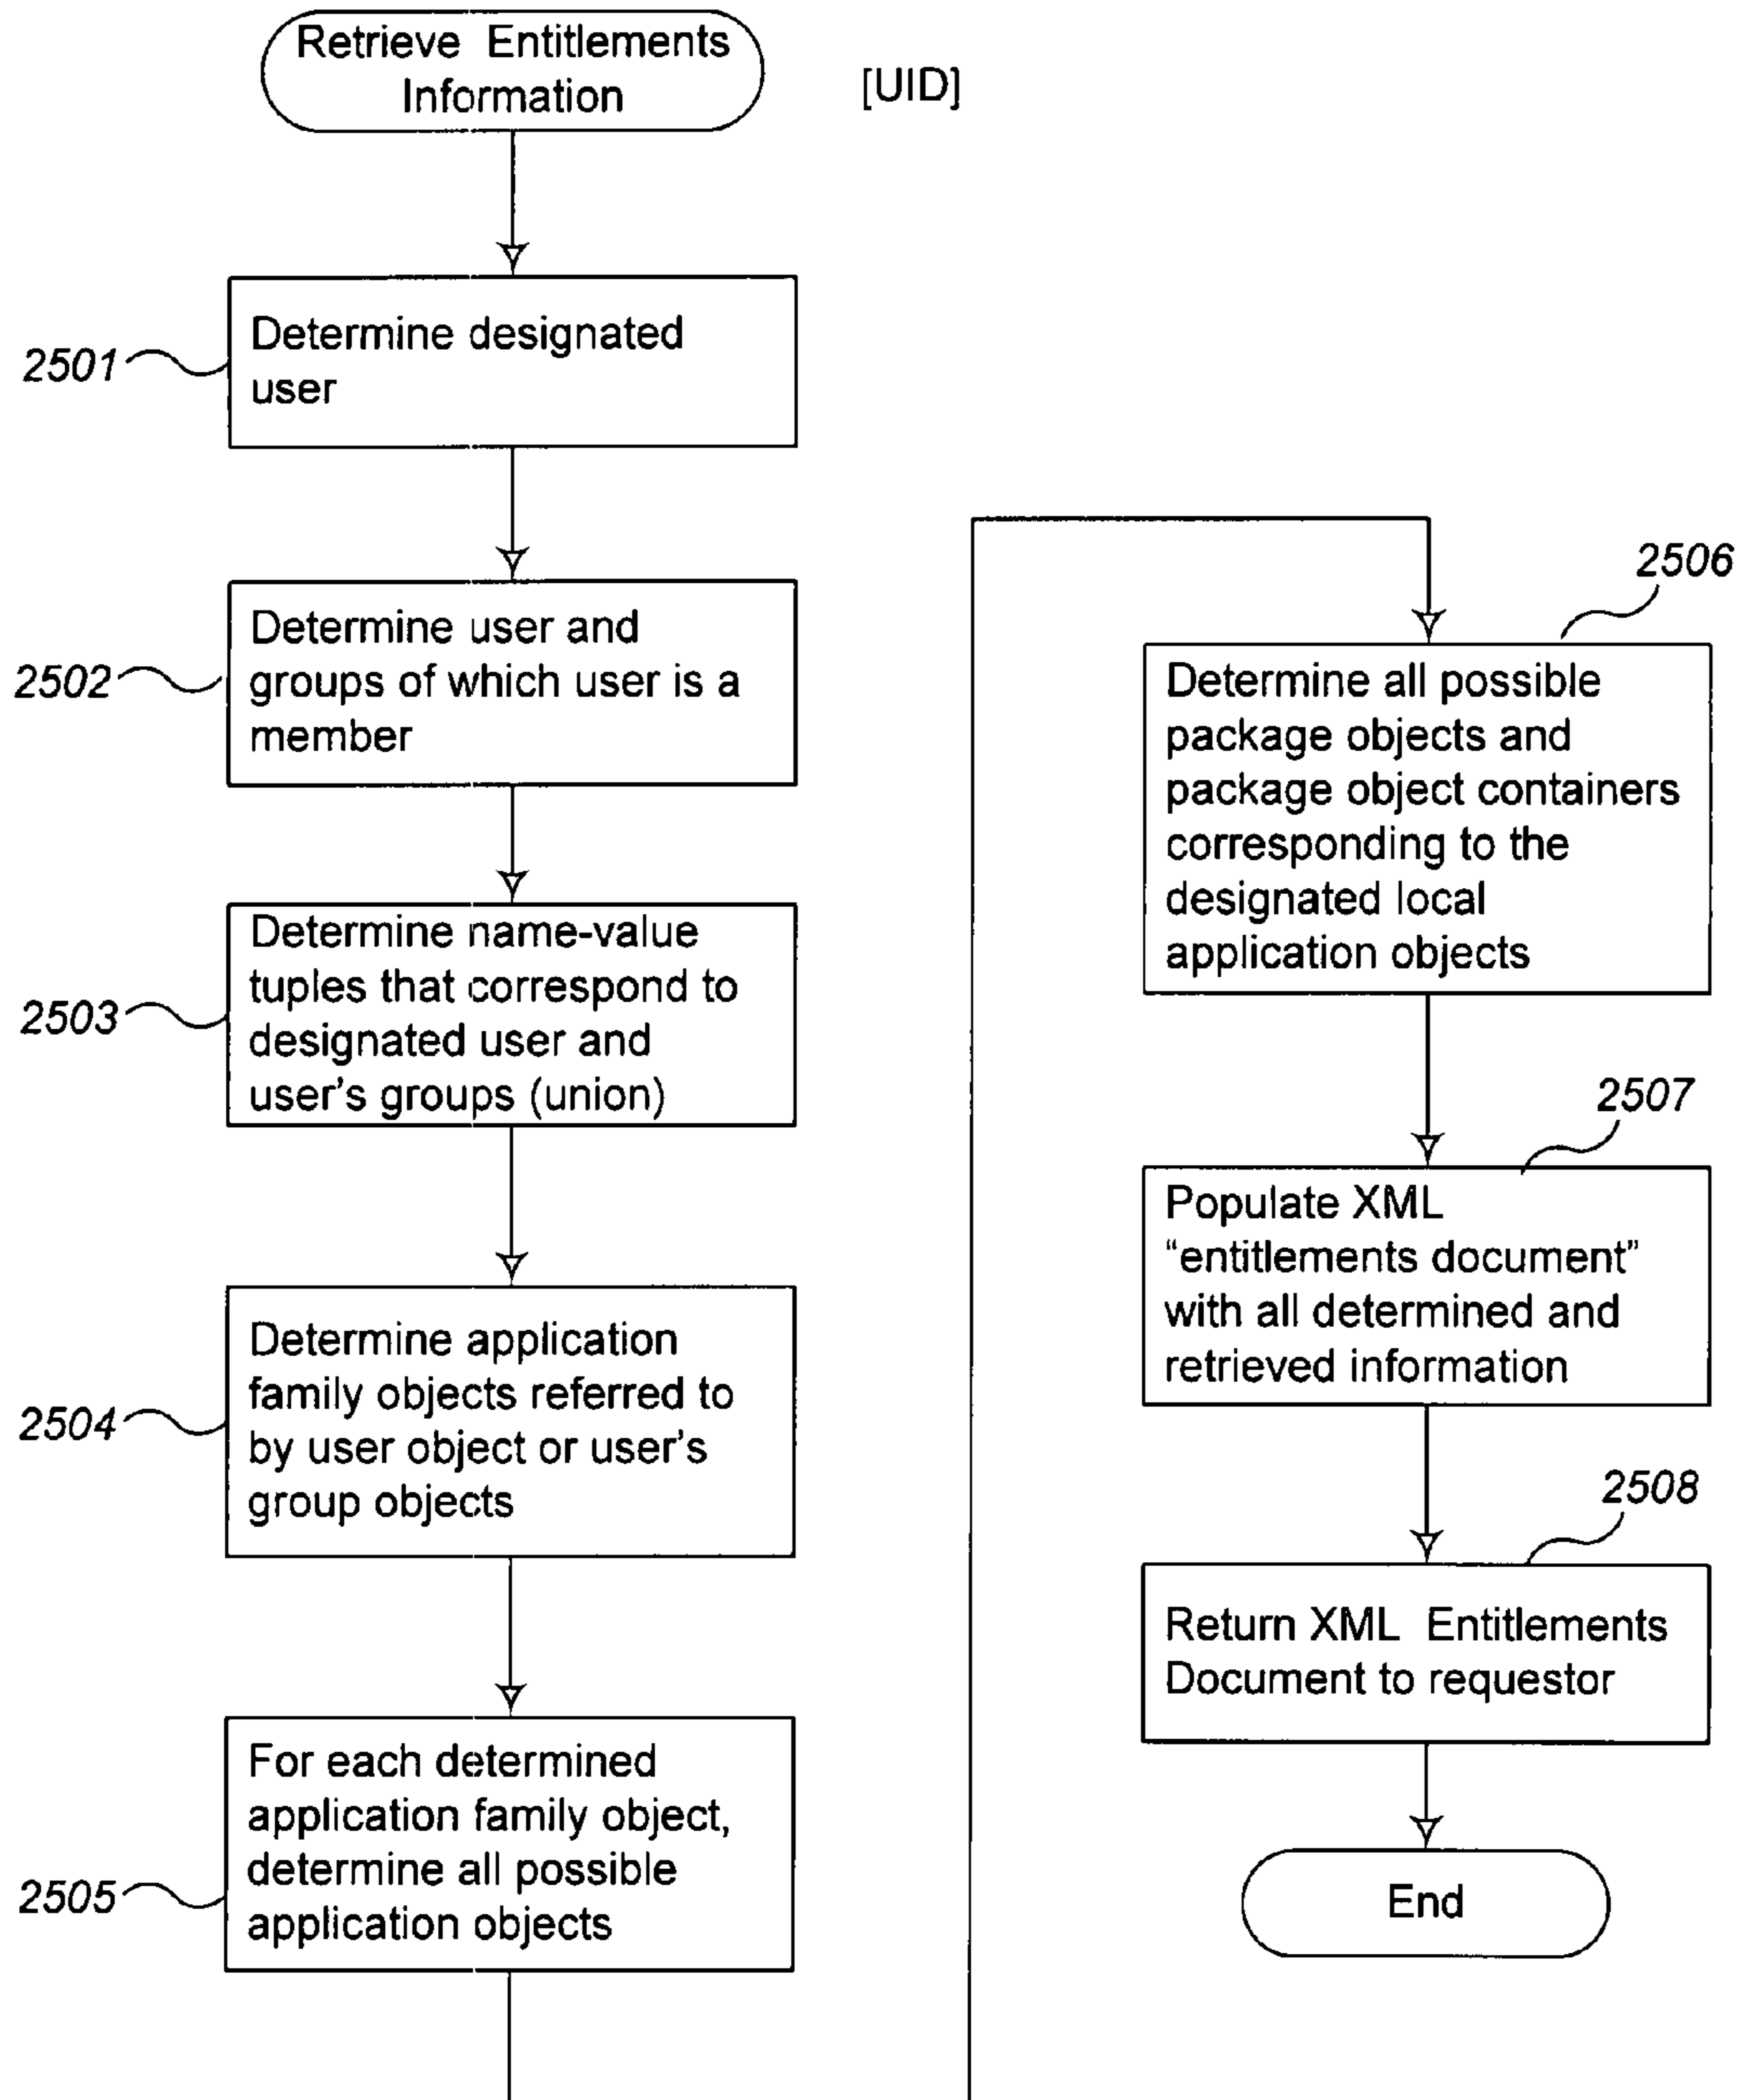 Retrieve Entitlements
Information
[UID]
2501
Determine designated
user
2502
Determine user and
groups of which user is a
member
2503
Determine name-value
tuples that correspond to
designated user and
user's groups (union)
2504
Determine application
family objects referred to
by user object or user's
group objects
2505
For each determined
application family object,
determine all possible
application objects
2506
Determine all possible
package objects and
package object containers
corresponding to the
designated local
application objects
2507
Populate XML
“entitlements document”
with all determined and
retrieved information
2508
Return XML Entitlements
Document to requestor
End